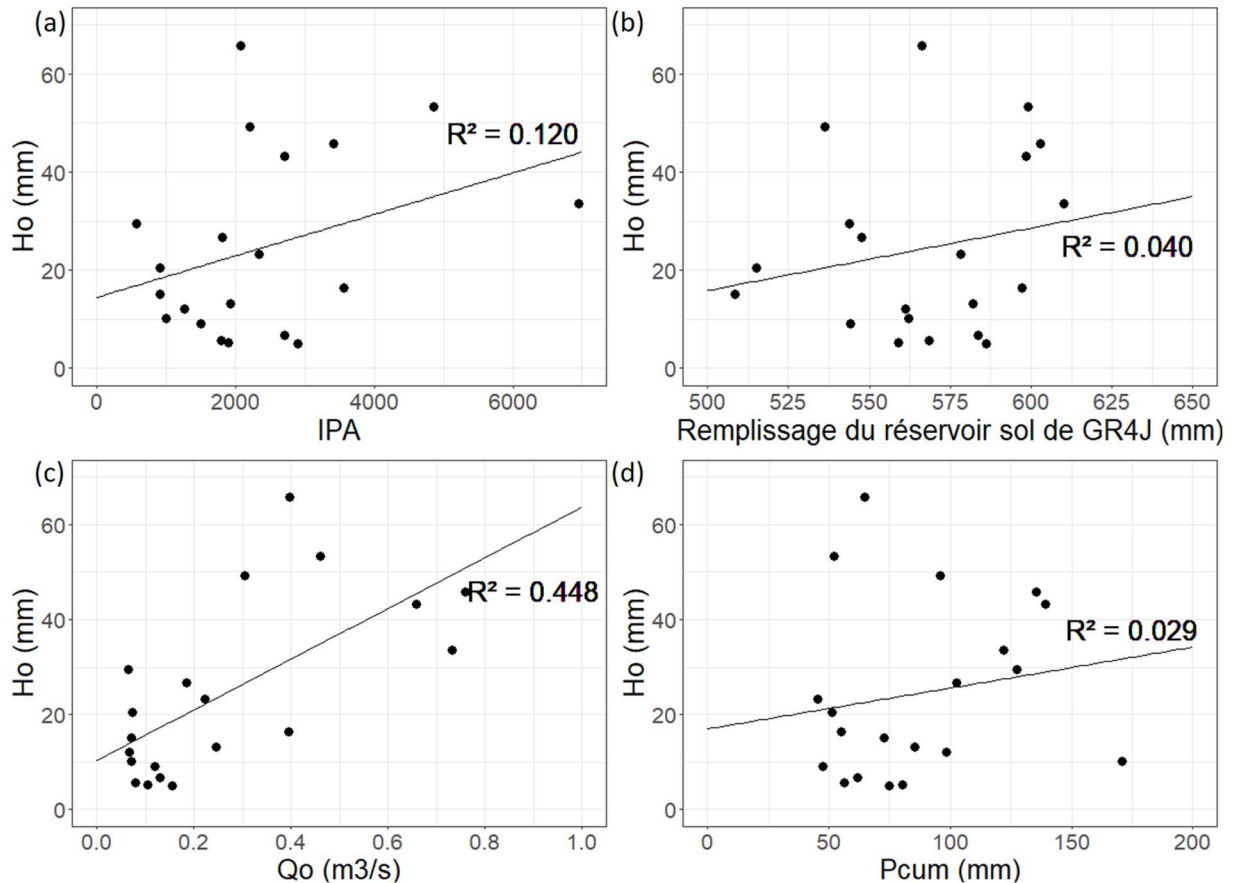 (a)
Ho (mm)
60
40
20
0
R² = 0.120
0 2000 4000 6000
IPA
(b)
Ho (mm)
60
40
20
0
R² = 0.040
500 525 550 575 600 625 650
Remplissage du réservoir sol de GR4J (mm)
(c)
Ho (mm)
60
40
20
0
R² = 0.448
0.0 0.2 0.4 0.6 0.8 1.0
Qo (m3/s)
(d)
Ho (mm)
60
40
20
0
R² = 0.029
0 50 100 150 200
Pcum (mm)